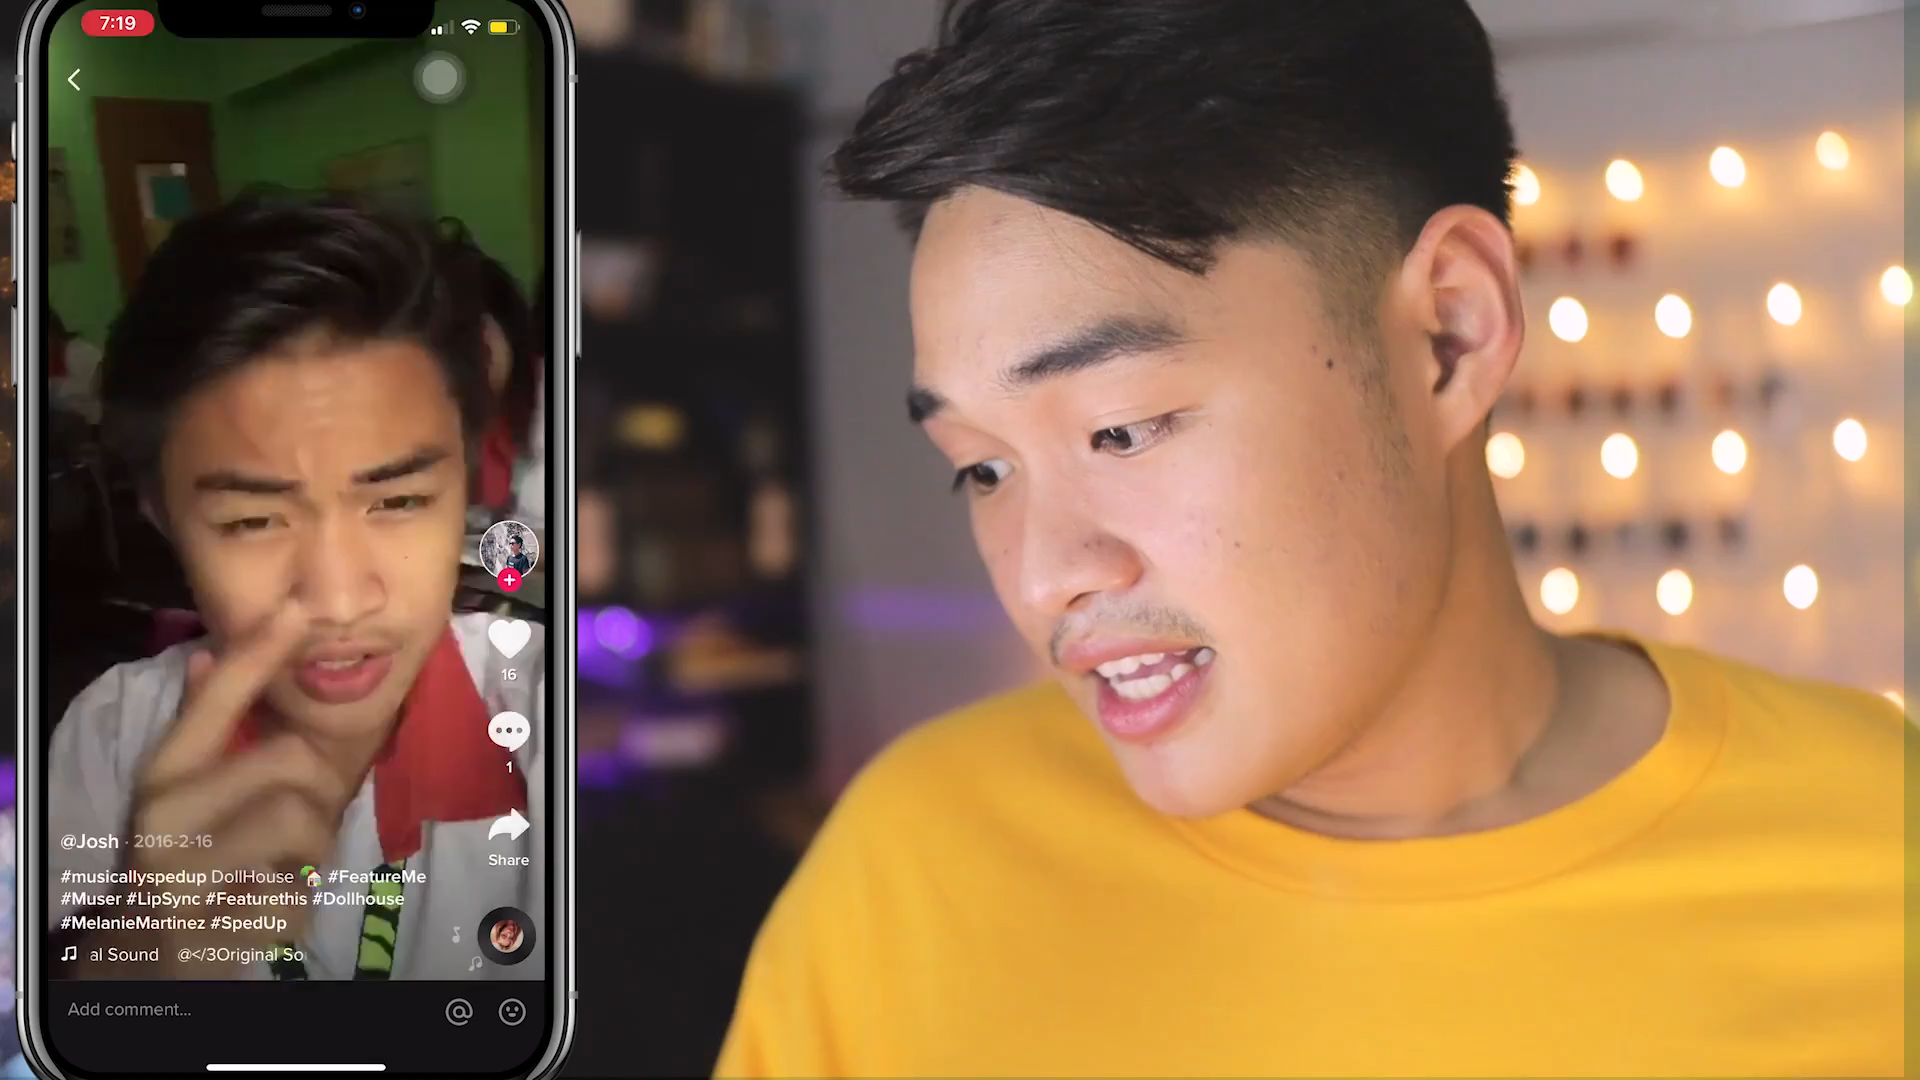 7:19
16
1
Share
@Josh · 2016-2-16
#musicallyspedup DollHouse 🏡 #FeatureMe
#Muser #LipSync #Featurethis #Dollhouse
#MelanieMartinez #SpedUp
al Sound @</3Original So
Add comment...